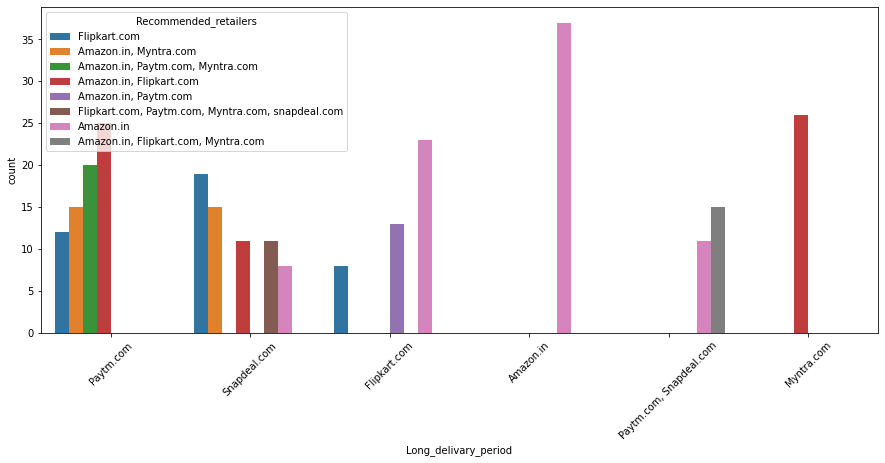 Recommended_retailers
Flipkart.com
Amazon.in, Myntra.com
Amazon.in, Paytm.com, Myntra.com
Amazon.in, Flipkart.com
Amazon.in, Paytm.com
Flipkart.com, Paytm.com, Myntra.com, snapdeal.com
Amazon.in
Amazon.in, Flipkart.com, Myntra.com
35
30
25
20
15
10
5
0
count
Paytm.com
Snapdeal.com
Flipkart.com
Amazon.in
Paytm.com, Snapdeal.com
Myntra.com
Long_delivary_period